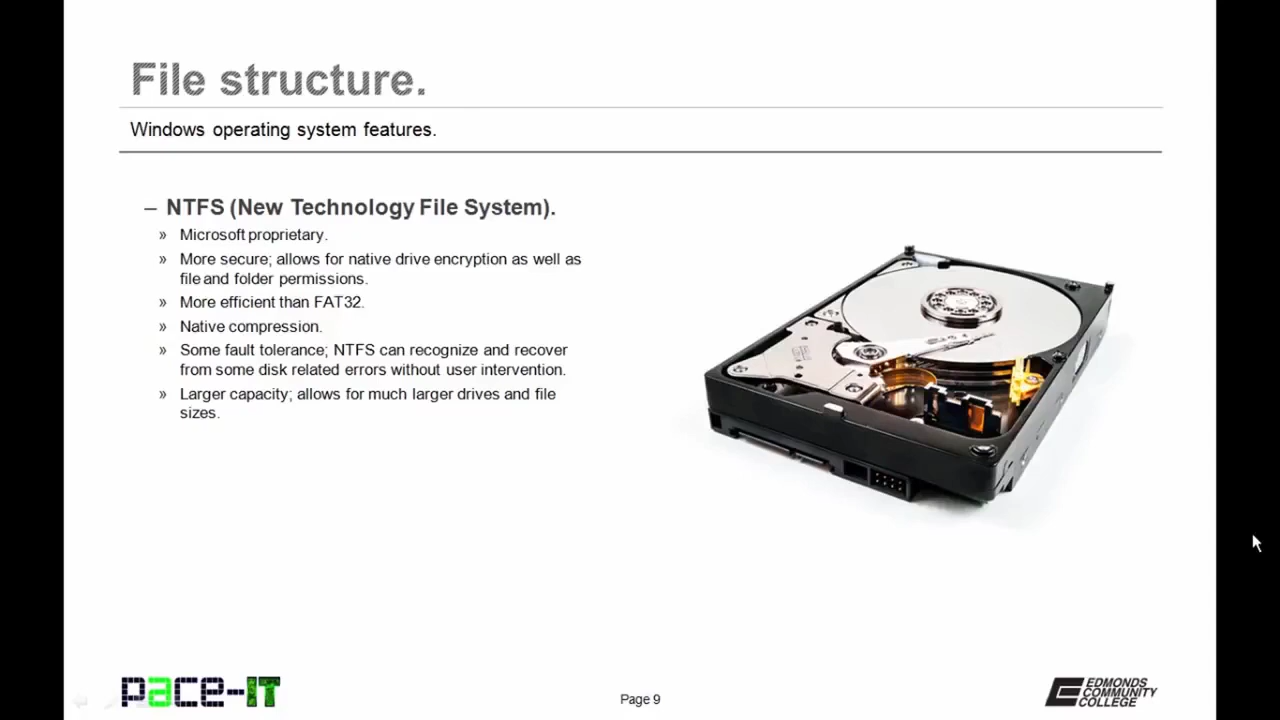 File structure.
Windows operating system features.
– NTFS (New Technology File System).
» Microsoft proprietary.
» More secure; allows for native drive encryption as well as
file and folder permissions.
» More efficient than FAT32.
» Native compression.
» Some fault tolerance; NTFS can recognize and recover
from some disk related errors without user intervention.
» Larger capacity; allows for much larger drives and file
sizes.
pace-IT
Page 9
EDMONDS
COMMUNITY
COLLEGE